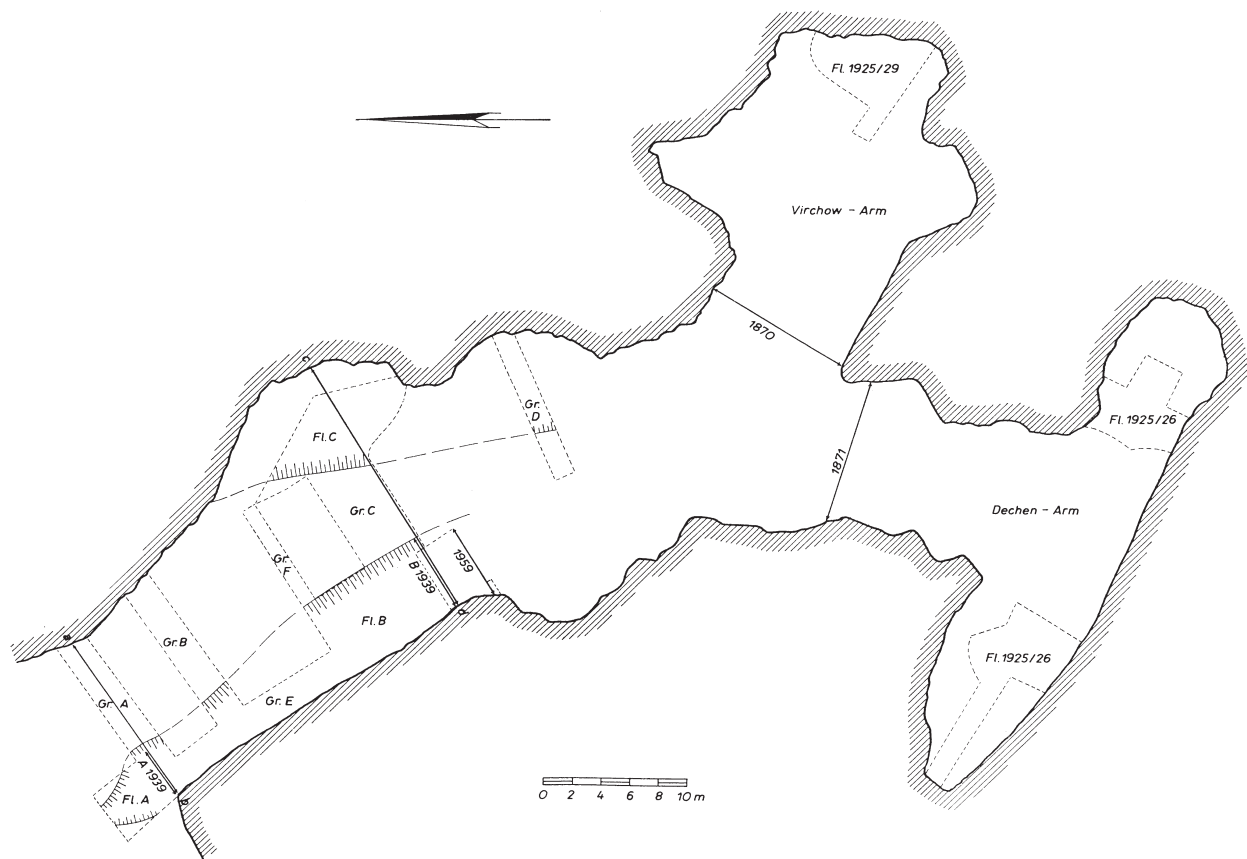 Fl. 1925/29
Virchow - Arm
1870
c
Gr.
D
Fl. 1925/26
Fl.C
1871
Gr.C
Dechen - Arm
1959
Gr.
F
B 1939
d
Fl.B
a
Gr.B
Fl. 1925/26
Gr. A
Gr.E
A 1939
Fl.A
b
0 2 4 6 8 10 m